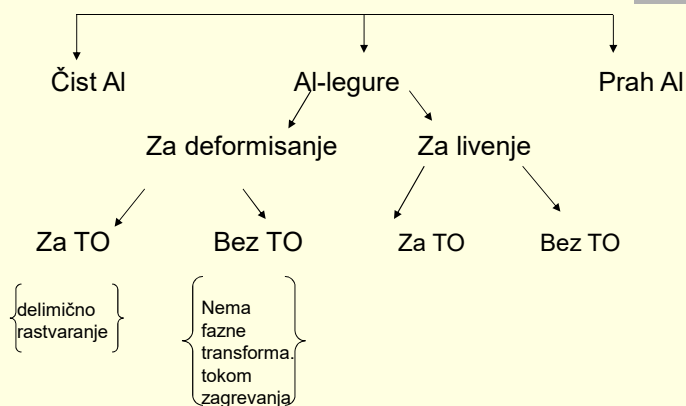 Čist Al
Al-legure
Prah Al
Za deformisanje
Za livenje
Za TO
Bez TO
Za TO
Bez TO
delimično
rastvaranje
Nema
fazne
transforma.
tokom
zagrevanja